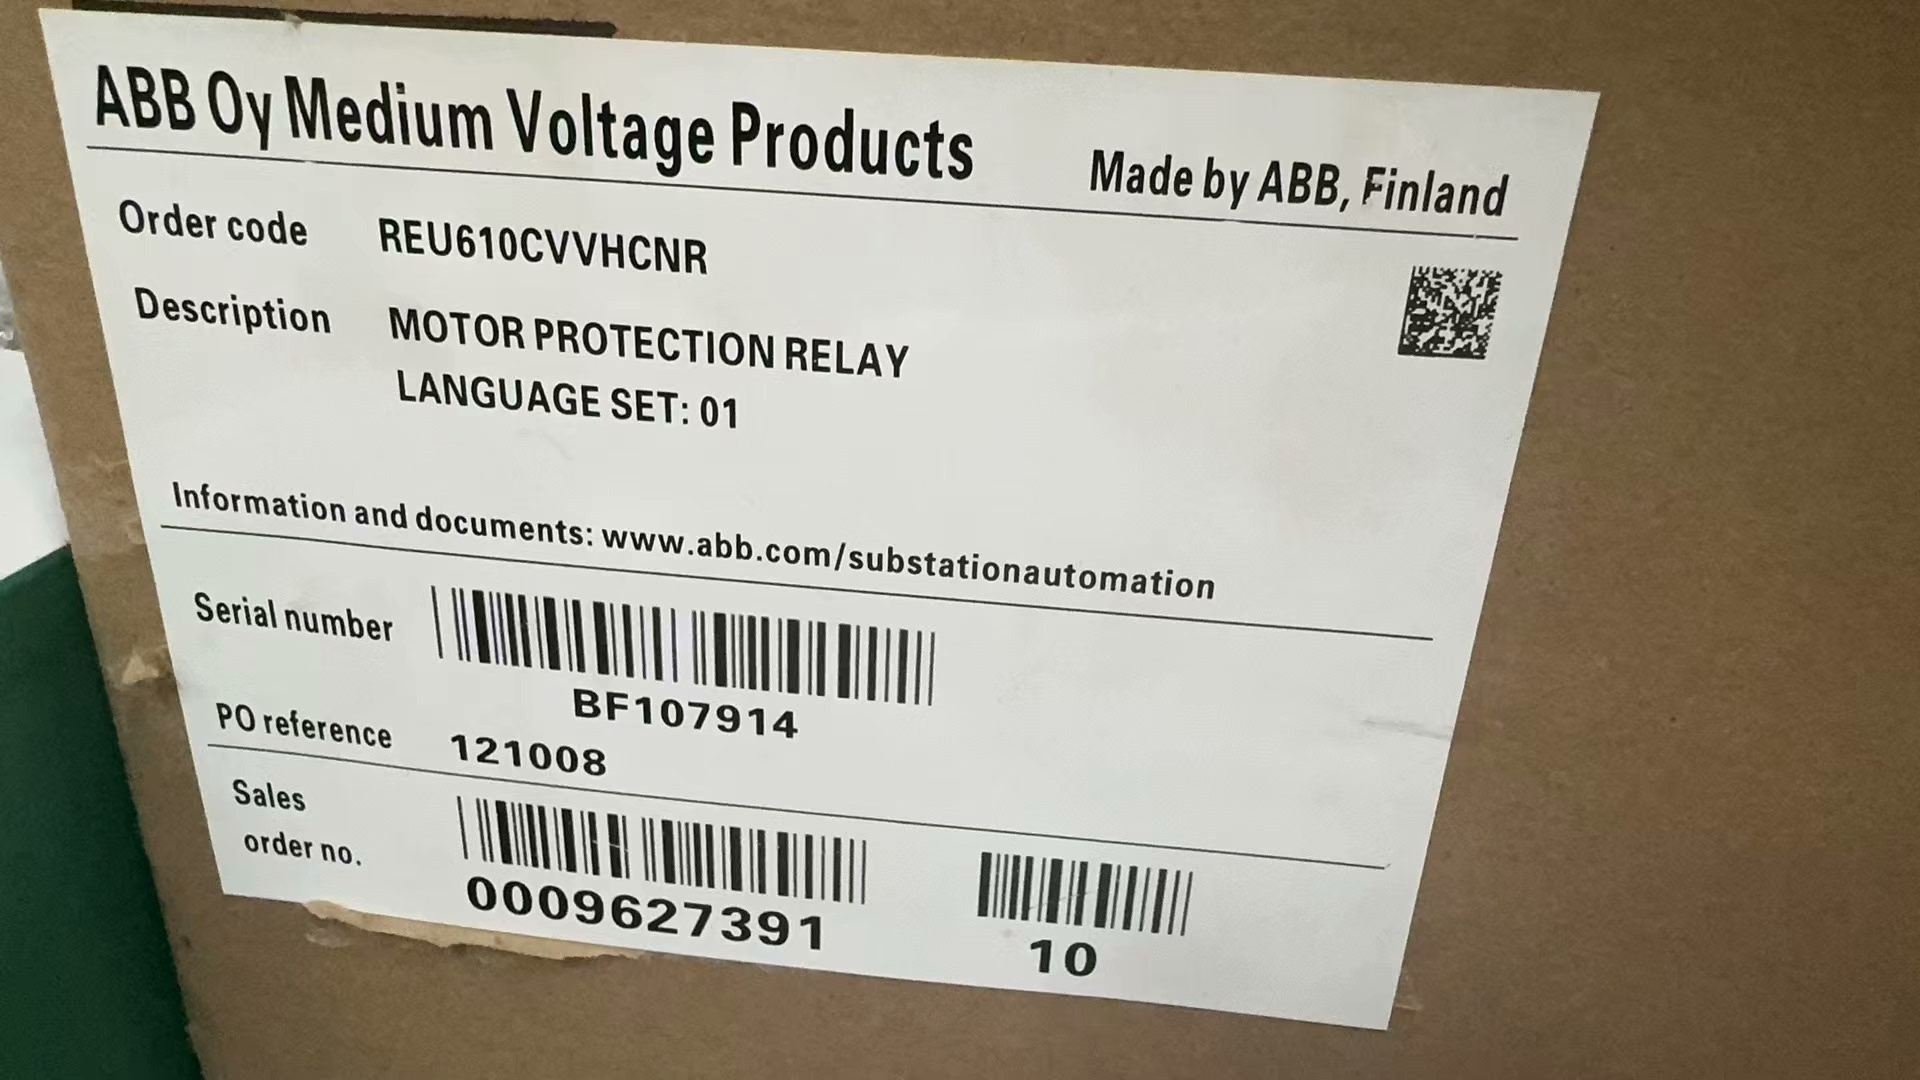 ABB Oy Medium Voltage Products
Made by ABB, Finland
Order code REU610CVVHCNR
Description MOTOR PROTECTION RELAY
LANGUAGE SET: 01
Information and documents: www.abb.com/substationautomation
Serial number
BF107914
PO reference 121008
Sales
order no.
0009627391 10